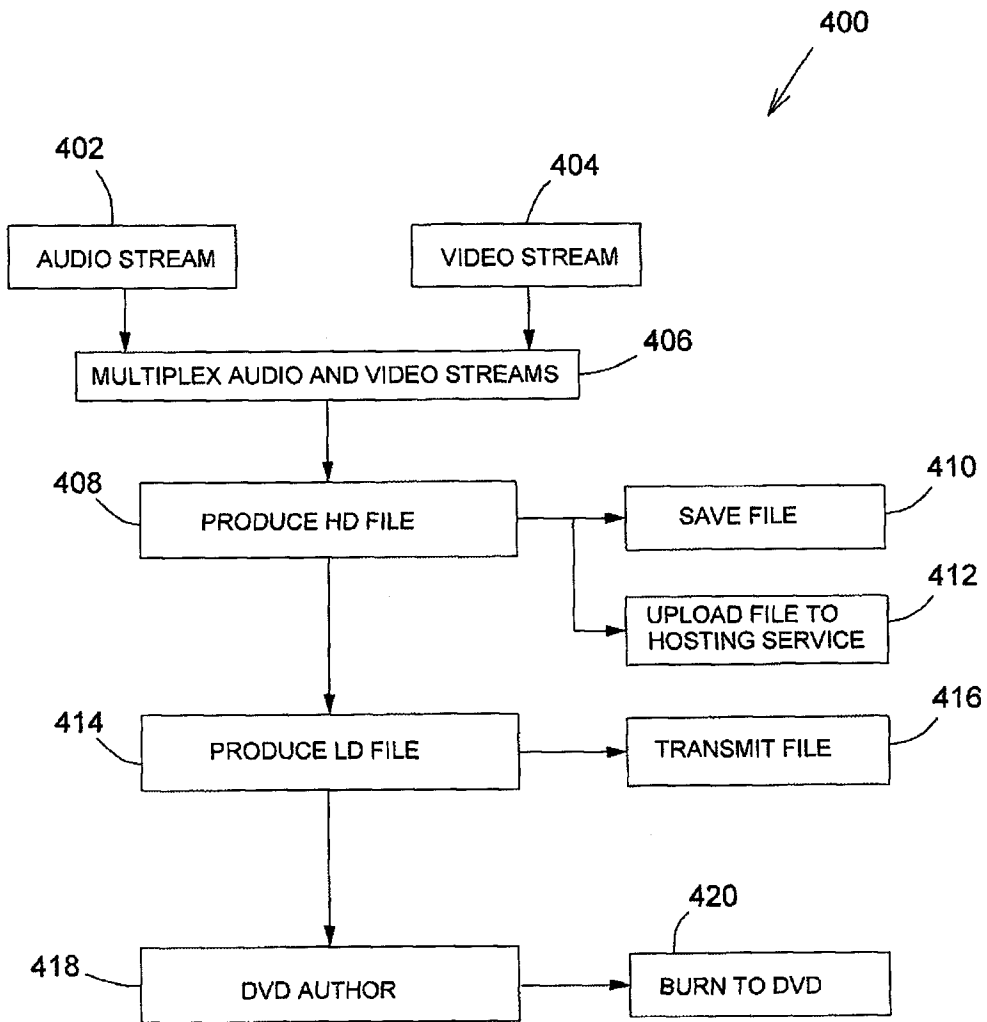 400
402
404
AUDIO STREAM
VIDEO STREAM
406
MULTIPLEX AUDIO AND VIDEO STREAMS
408
PRODUCE HD FILE
410
SAVE FILE
412
UPLOAD FILE TO
HOSTING SERVICE
414
PRODUCE LD FILE
416
TRANSMIT FILE
418
DVD AUTHOR
420
BURN TO DVD